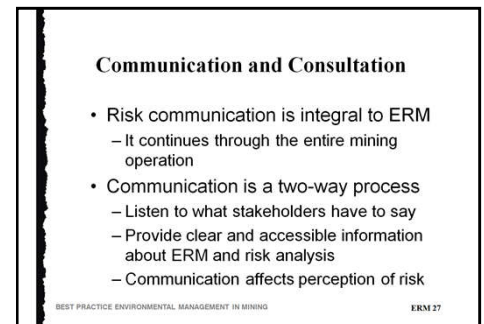 Communication and Consultation
• Risk communication is integral to ERM
– It continues through the entire mining
operation
• Communication is a two-way process
– Listen to what stakeholders have to say
– Provide clear and accessible information
about ERM and risk analysis
– Communication affects perception of risk
BEST PRACTICE ENVIRONMENTAL MANAGEMENT IN MINING
ERM 27